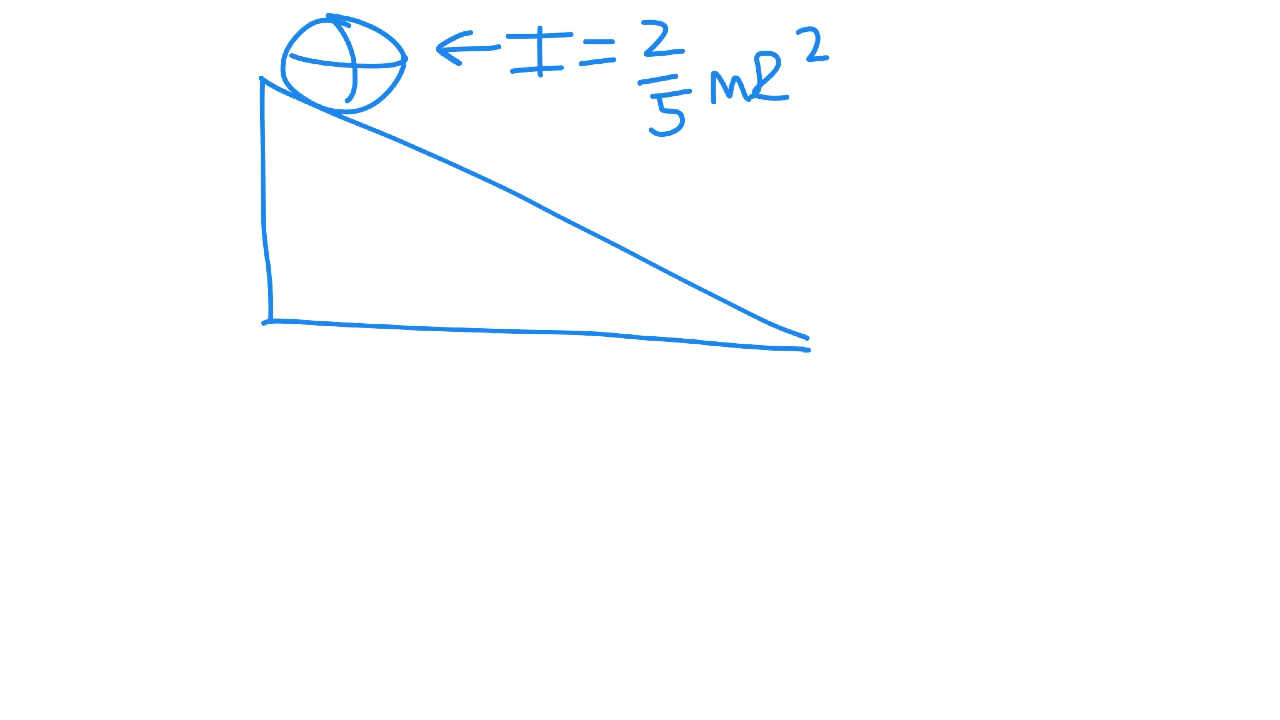 ← I = 2/5 mR²